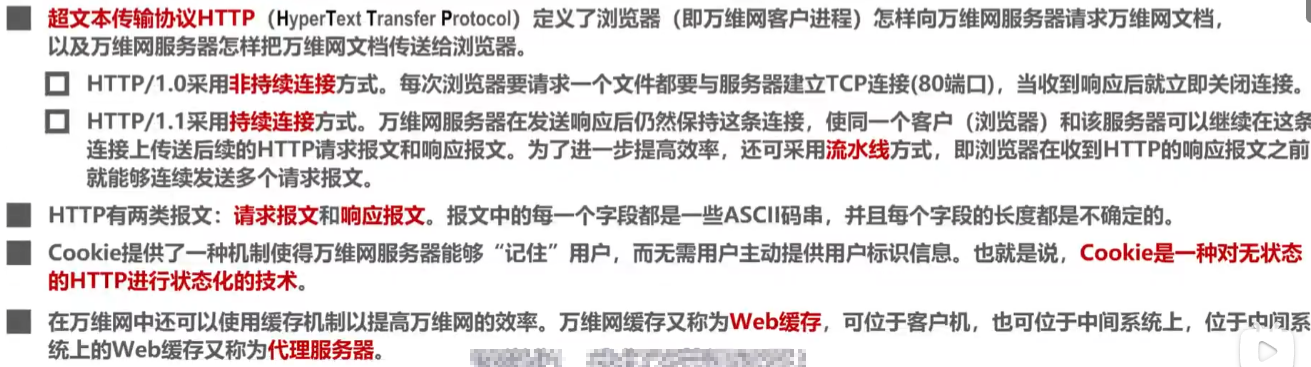 超文本传输协议HTTP（HyperText Transfer Protocol）定义了浏览器（即万维网客户进程）怎样向万维网服务器请求万维网文档，
以及万维网服务器怎样把万维网文档传送给浏览器。
HTTP/1.0采用非持续连接方式。每次浏览器要请求一个文件都要与服务器建立TCP连接(80端口)，当收到响应后就立即关闭连接。
HTTP/1.1采用持续连接方式。万维网服务器在发送响应后仍然保持这条连接，使同一个客户（浏览器）和该服务器可以继续在这条
连接上传送后续的HTTP请求报文和响应报文。为了进一步提高效率，还可采用流水线方式，即浏览器在收到HTTP的响应报文之前
就能够连续发送多个请求报文。
HTTP有两类报文：请求报文和响应报文。报文中的每一个字段都是一些ASCII码串，并且每个字段的长度都是不确定的。
Cookie提供了一种机制使得万维网服务器能够“记住”用户，而无需用户主动提供用户标识信息。也就是说，Cookie是一种对无状态
的HTTP进行状态化的技术。
在万维网中还可以使用缓存机制以提高万维网的效率。万维网缓存又称为Web缓存，可位于客户机，也可位于中间系统上，位于中间系
统上的Web缓存又称为代理服务器。